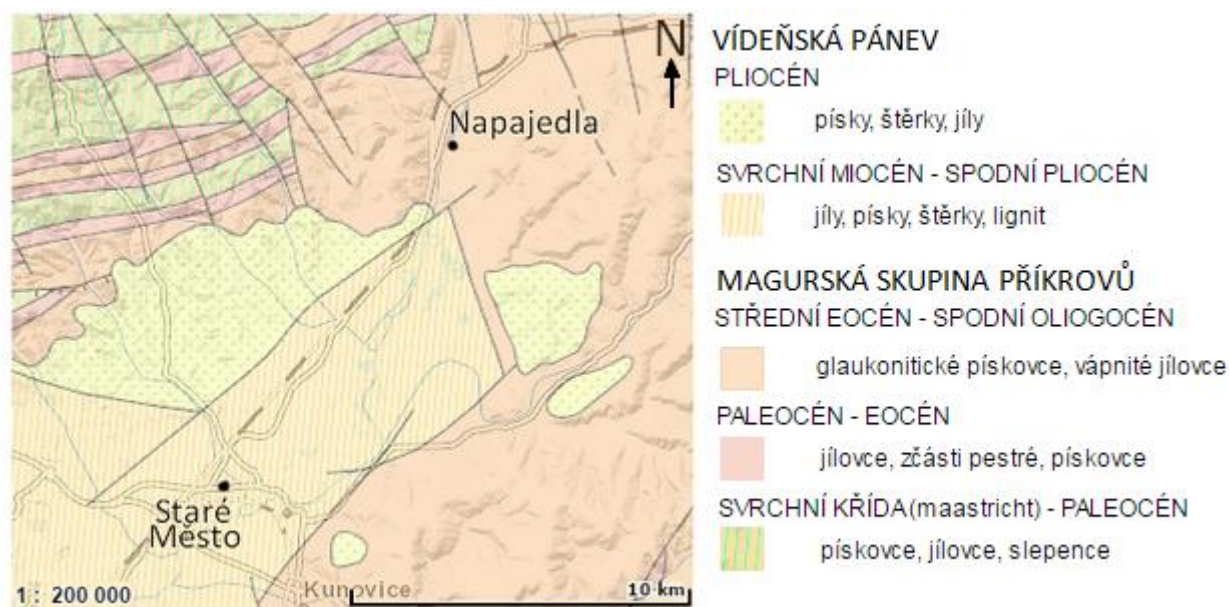 N
Napajedla
Staré
Město
Kunovice
1 : 200 000
10 km
VÍDEŇSKÁ PÁNEV
PLIOCÉN
písky, štěrky, jíly
SVRCHNÍ MIOCÉN - SPODNÍ PLIOCÉN
jíly, písky, štěrky, lignit
MAGURSKÁ SKUPINA PŘÍKROVŮ
STŘEDNÍ EOCÉN - SPODNÍ OLIOGOCÉN
glaukonitické pískovce, vápnité jílovce
PALEOCÉN - EOCÉN
jílovce, zčásti pestré, pískovce
SVRCHNÍ KŘÍDA (maastricht) - PALEOCÉN
pískovce, jílovce, slepence